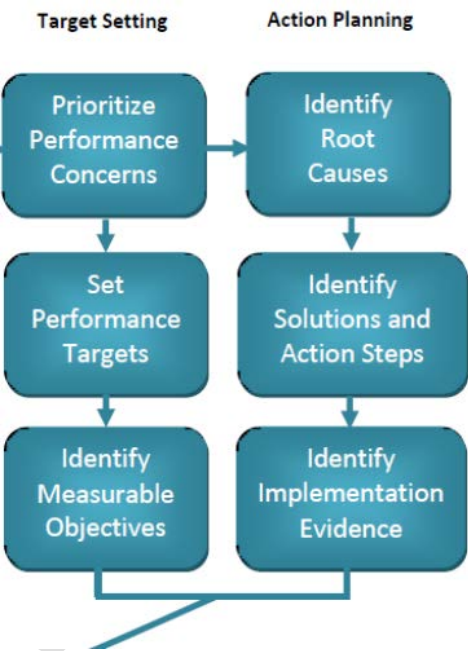 Target Setting
Action Planning
Prioritize
Performance
Concerns
Identify
Root
Causes
Set
Performance
Targets
Identify
Solutions and
Action Steps
Identify
Measurable
Objectives
Identify
Implementation
Evidence